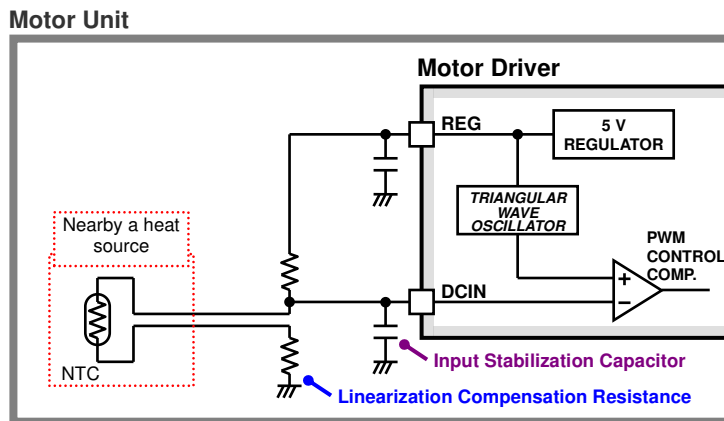 Motor Unit
Motor Driver
REG
5 V
REGULATOR
TRIANGULAR
WAVE
OSCILLATOR
Nearby a heat
source
PWM
CONTROL
COMP.
DCIN
+
−
NTC
Input Stabilization Capacitor
Linearization Compensation Resistance